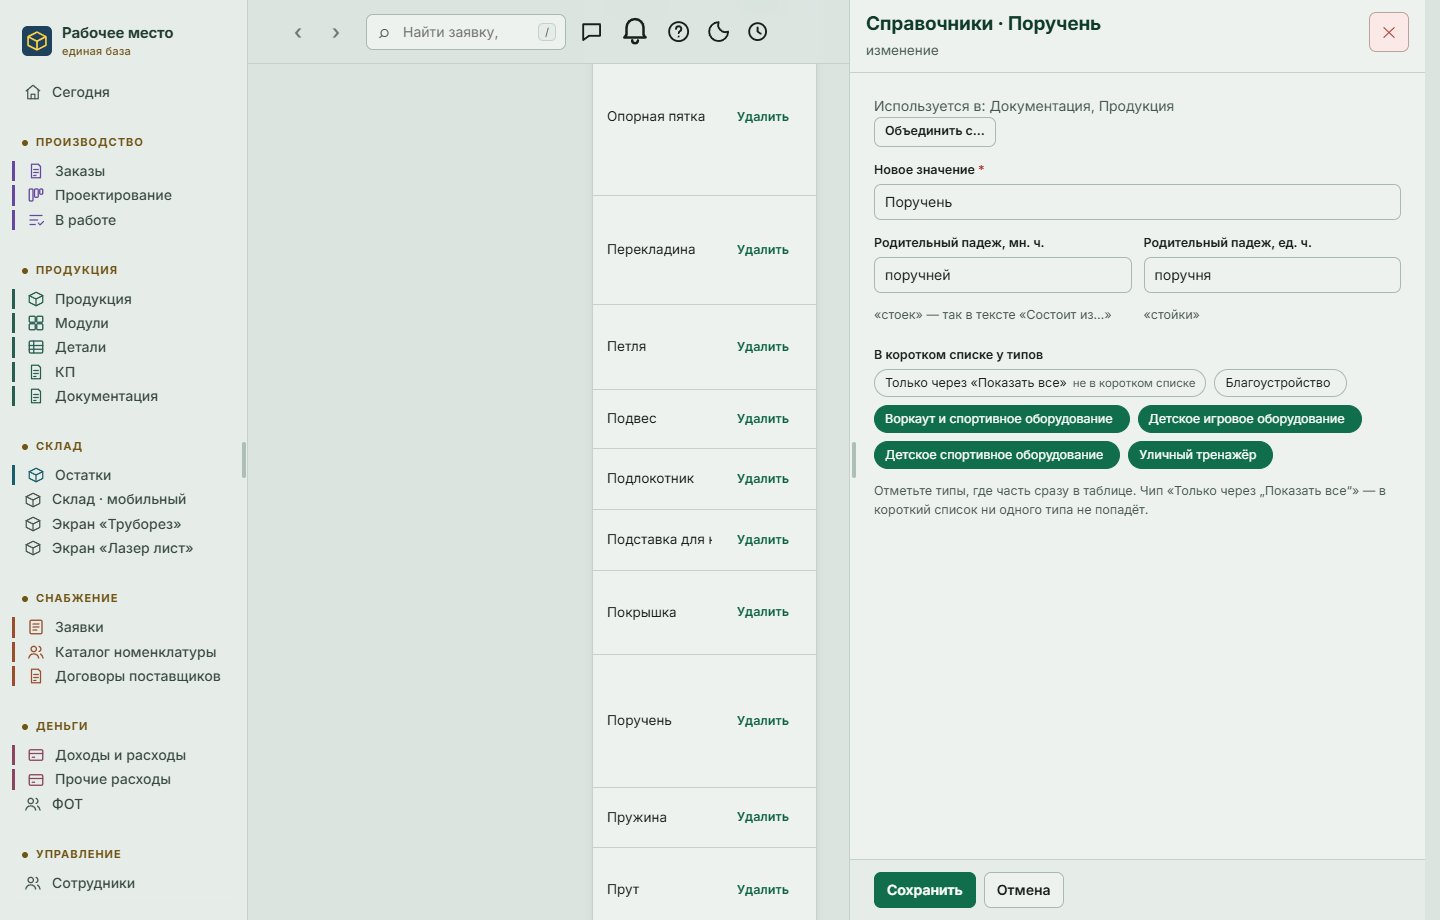 Рабочее место
единая база
Сегодня
ПРОИЗВОДСТВО
Заказы
Проектирование
В работе
ПРОДУКЦИЯ
Продукция
Модули
Детали
КП
Документация
СКЛАД
Остатки
Склад · мобильный
Экран «Труборез»
Экран «Лазер лист»
СНАБЖЕНИЕ
Заявки
Каталог номенклатуры
Договоры поставщиков
ДЕНЬГИ
Доходы и расходы
Прочие расходы
ФОТ
УПРАВЛЕНИЕ
Сотрудники
Найти заявку, /
Опорная пятка Удалить
Перекладина Удалить
Петля Удалить
Подвес Удалить
Подлокотник Удалить
Подставка для Удалить
Покрышка Удалить
Поручень Удалить
Пружина Удалить
Прут Удалить
Справочники · Поручень
изменение
Используется в: Документация, Продукция
Объединить с...
Новое значение *
Поручень
Родительный падеж, мн. ч. Родительный падеж, ед. ч.
поручней поручня
«стоек» — так в тексте «Состоит из...» «стойки»
В коротком списке у типов
Только через «Показать все» не в коротком списке Благоустройство
Воркаут и спортивное оборудование Детское игровое оборудование
Детское спортивное оборудование Уличный тренажёр
Отметьте типы, где часть сразу в таблице. Чип «Только через „Показать все“» — в
короткий список ни одного типа не попадёт.
Сохранить Отмена